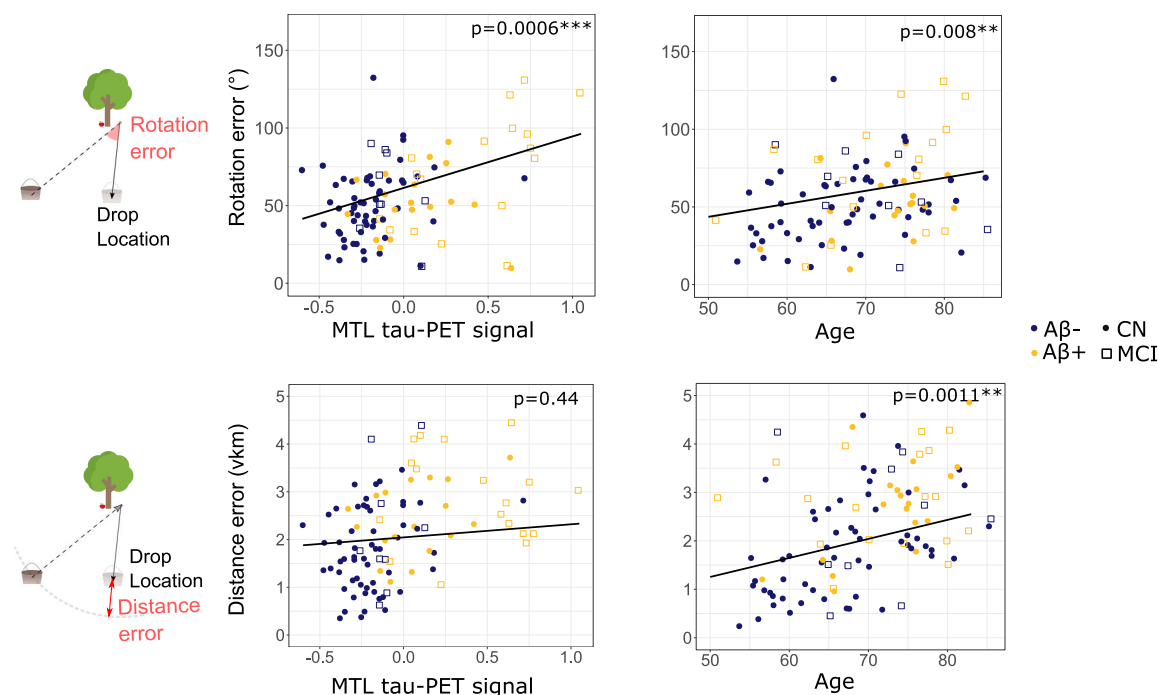 p=0.0006***
150
100
50
0
Rotation error (°)
-0.5
0.0
0.5
1.0
MTL tau-PET signal
Rotation
error
Drop
Location
p=0.008**
150
100
50
0
50
60
70
80
Age
Aβ-
CN
Aβ+
MCI
p=0.44
5
4
3
2
1
0
Distance error (vkm)
-0.5
0.0
0.5
1.0
MTL tau-PET signal
Drop
Location
Distance
error
p=0.0011**
5
4
3
2
1
0
50
60
70
80
Age